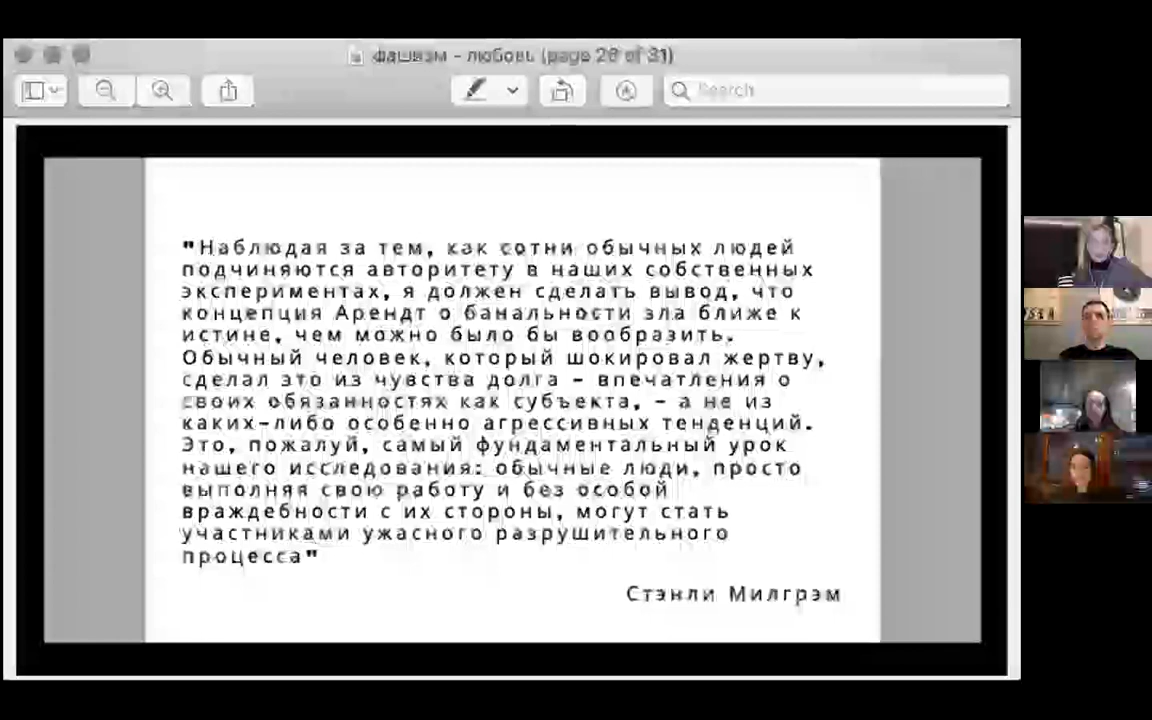 фашизм - любовь (page 28 of 31)
Search
"Наблюдая за тем, как сотни обычных людей
подчиняются авторитету в наших собственных
экспериментах, я должен сделать вывод, что
концепция Арендт о банальности зла ближе к
истине, чем можно было бы вообразить.
Обычный человек, который шокировал жертву,
сделал это из чувства долга – впечатления о
своих обязанностях как субъекта, – а не из
каких-либо особенно агрессивных тенденций.
Это, пожалуй, самый фундаментальный урок
нашего исследования: обычные люди, просто
выполняя свою работу и без особой
враждебности с их стороны, могут стать
участниками ужасного разрушительного
процесса"
Стэнли Милгрэм